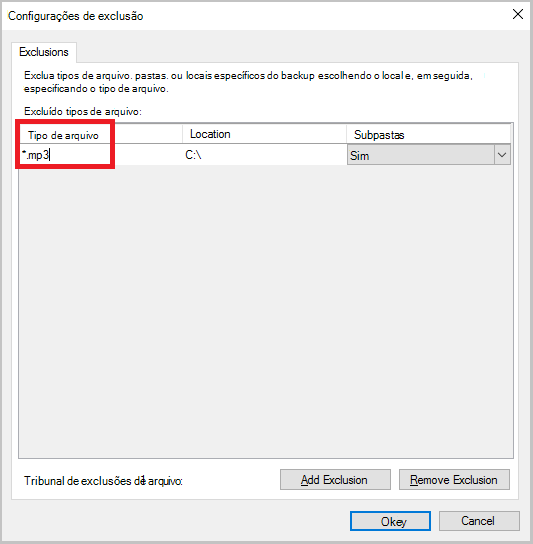 Configurações de exclusão
Exclusions
Exclua tipos de arquivo. pastas. ou locais específicos do backup escolhendo o local e, em seguida,
especificando o tipo de arquivo.
Excluído tipos de arquivo:
Tipo de arquivo Location Subpastas
*.mp3 C:\ Sim
Tribunal de exclusões de arquivo: 1
Add Exclusion Remove Exclusion
Okey Cancel